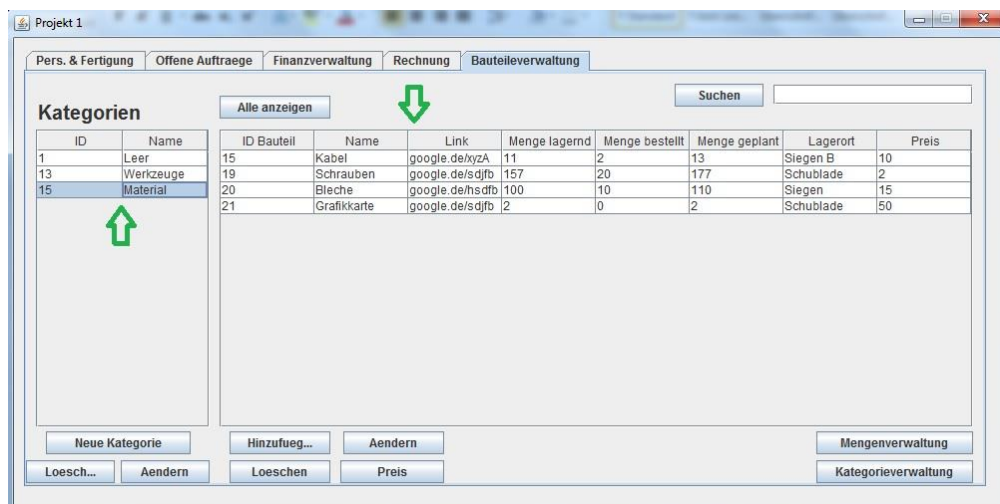 Projekt 1
Pers. & Fertigung Offene Auftraege Finanzverwaltung Rechnung Bauteileverwaltung
Kategorien Alle anzeigen Suchen
ID Name ID Bauteil Name Link Menge lagernd Menge bestellt Menge geplant Lagerort Preis
1 Leer 15 Kabel google.de/xyzA 11 2 13 Siegen B 10
13 Werkzeuge 19 Schrauben google.de/sdjfb 157 20 177 Schublade 2
15 Material 20 Bleche google.de/hsdfb 100 10 110 Siegen 15
21 Grafikkarte google.de/sdjfb 2 0 2 Schublade 50
Neue Kategorie Hinzufueg... Aendern Mengenverwaltung
Loesch... Aendern Loeschen Preis Kategorieverwaltung